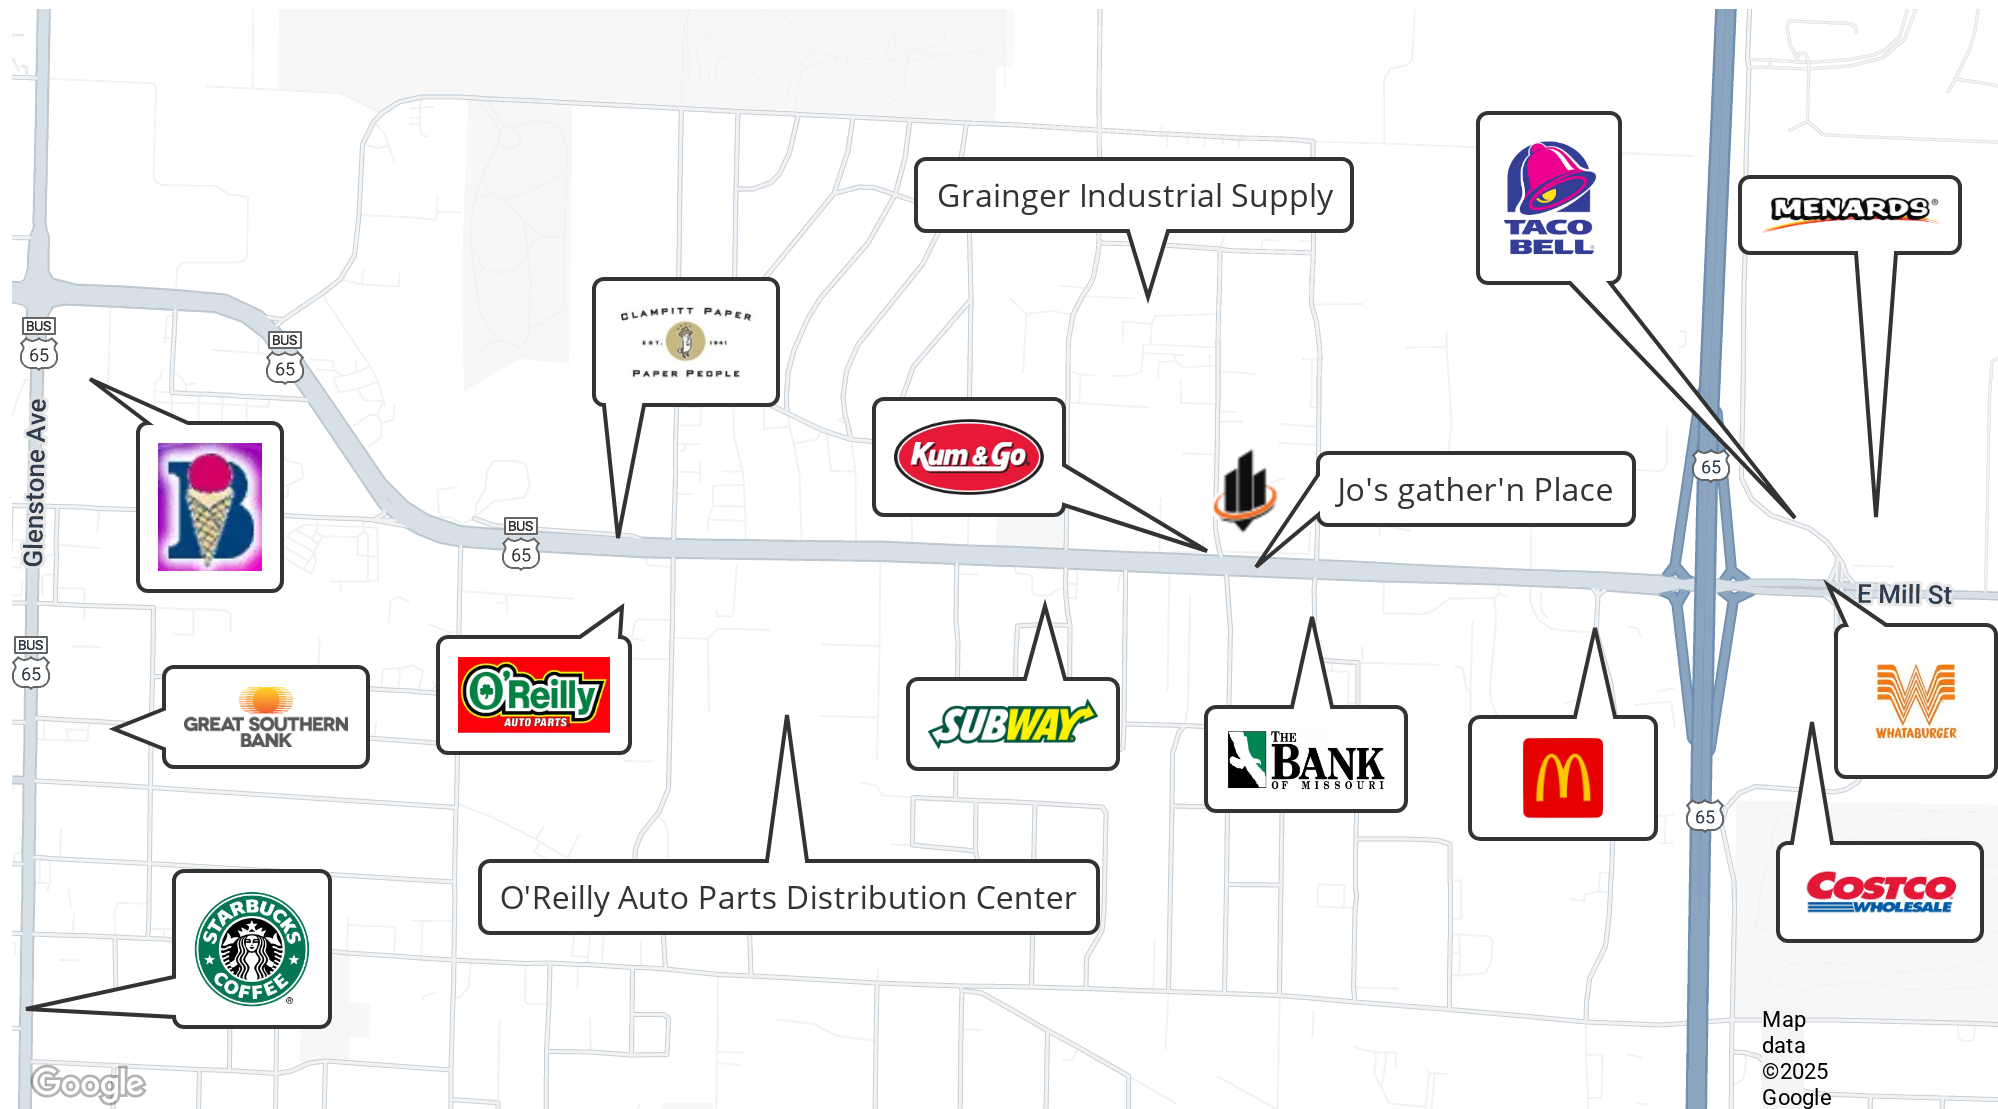 TACO
BELL
Grainger Industrial Supply
MENARDS®
CLAMPITT PAPER
EST. 1941
PAPER PEOPLE
BUS
65
BUS
65
Glenstone Ave
B
Kum & Go
Jo's gather'n Place
65
BUS
65
E Mill St
BUS
65
GREAT SOUTHERN
BANK
O'Reilly
AUTO PARTS
SUBWAY
THE
BANK
OF MISSOURI
M
WHATABURGER
65
O'Reilly Auto Parts Distribution Center
COSTCO
WHOLESALE
STARBUCKS
COFFEE
®
Map
data
©2025
Google
Google